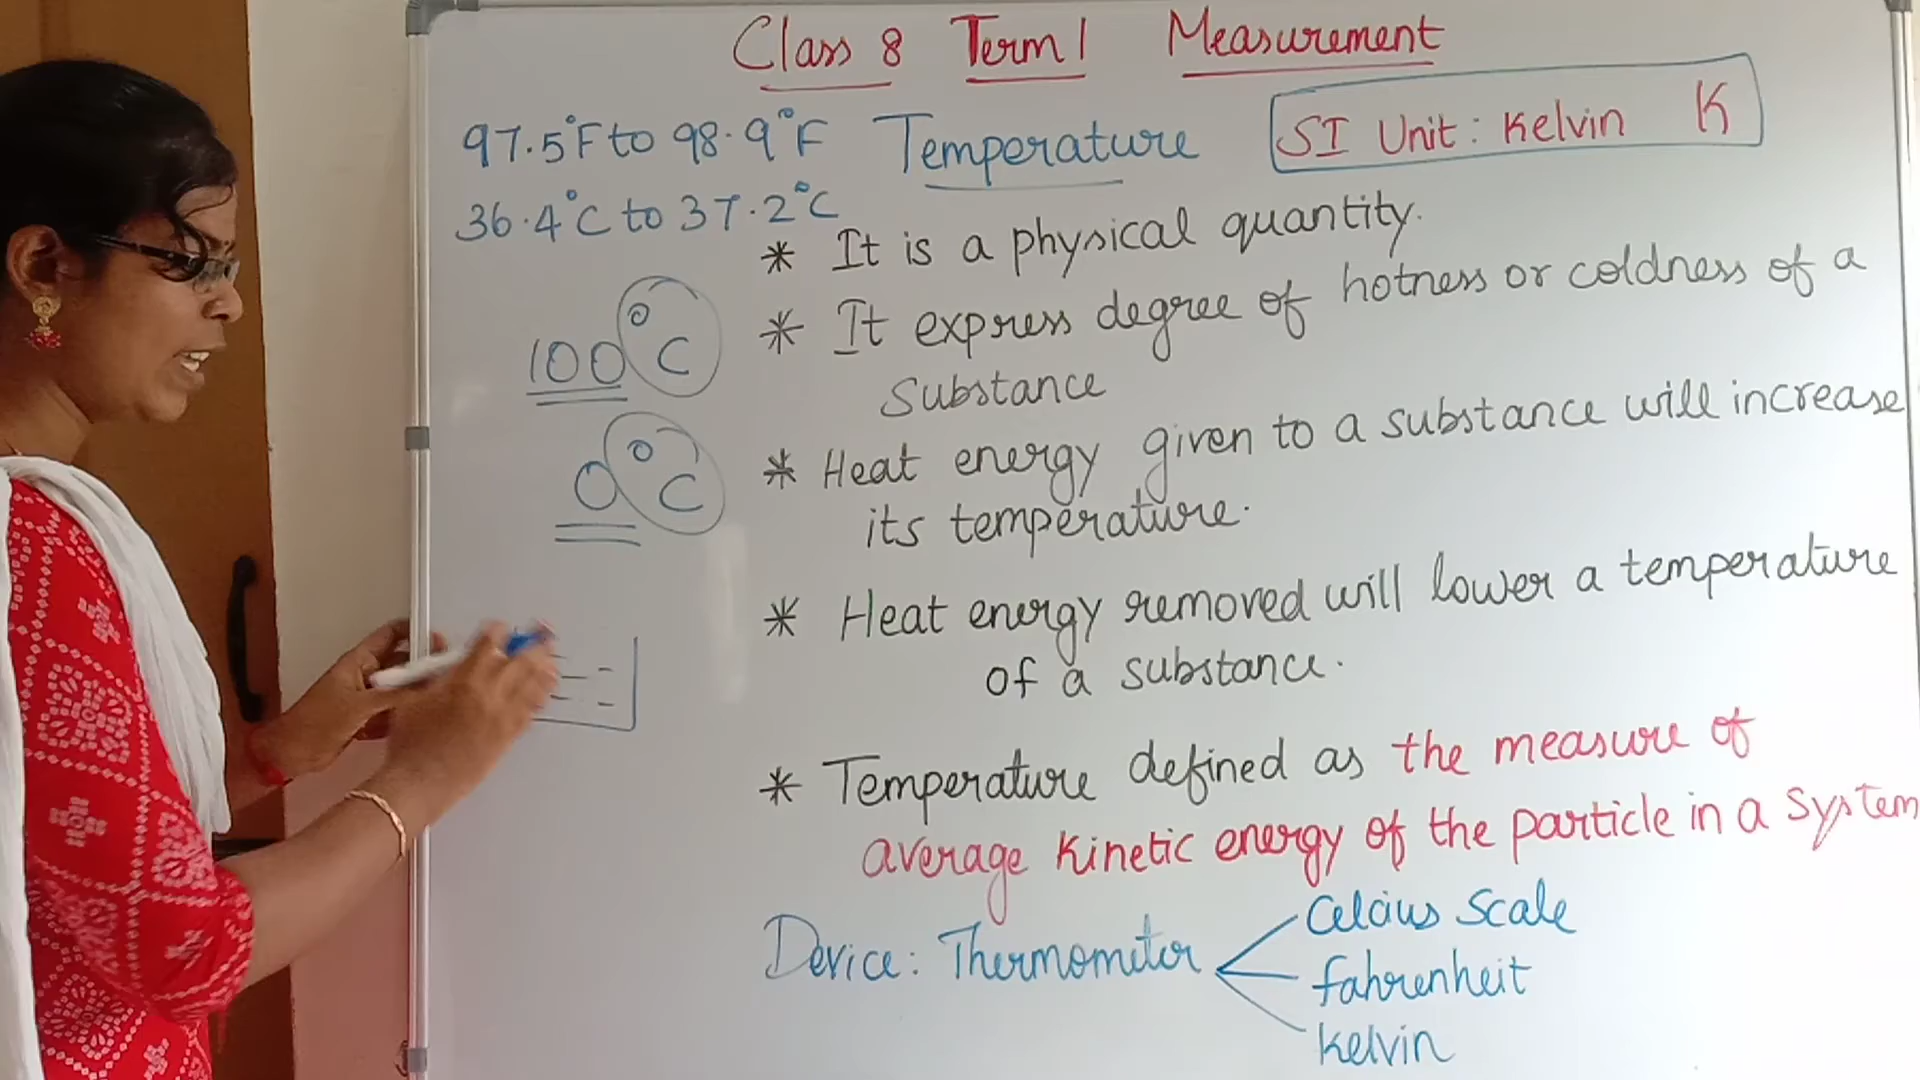 Class 8 Term 1 Measurement
97.5°F to 98.9°F Temperature SI Unit: Kelvin K
36.4°C to 37.2°C
* It is a physical quantity.
* It express degree of hotness or coldness of a
Substance
100°C
* Heat energy given to a substance will increase
its temperature.
0°C
* Heat energy removed will lower a temperature
of a substance.
* Temperature defined as the measure of
average Kinetic energy of the particle in a System
Device: Thermometer
Celcius Scale
Fahrenheit
Kelvin